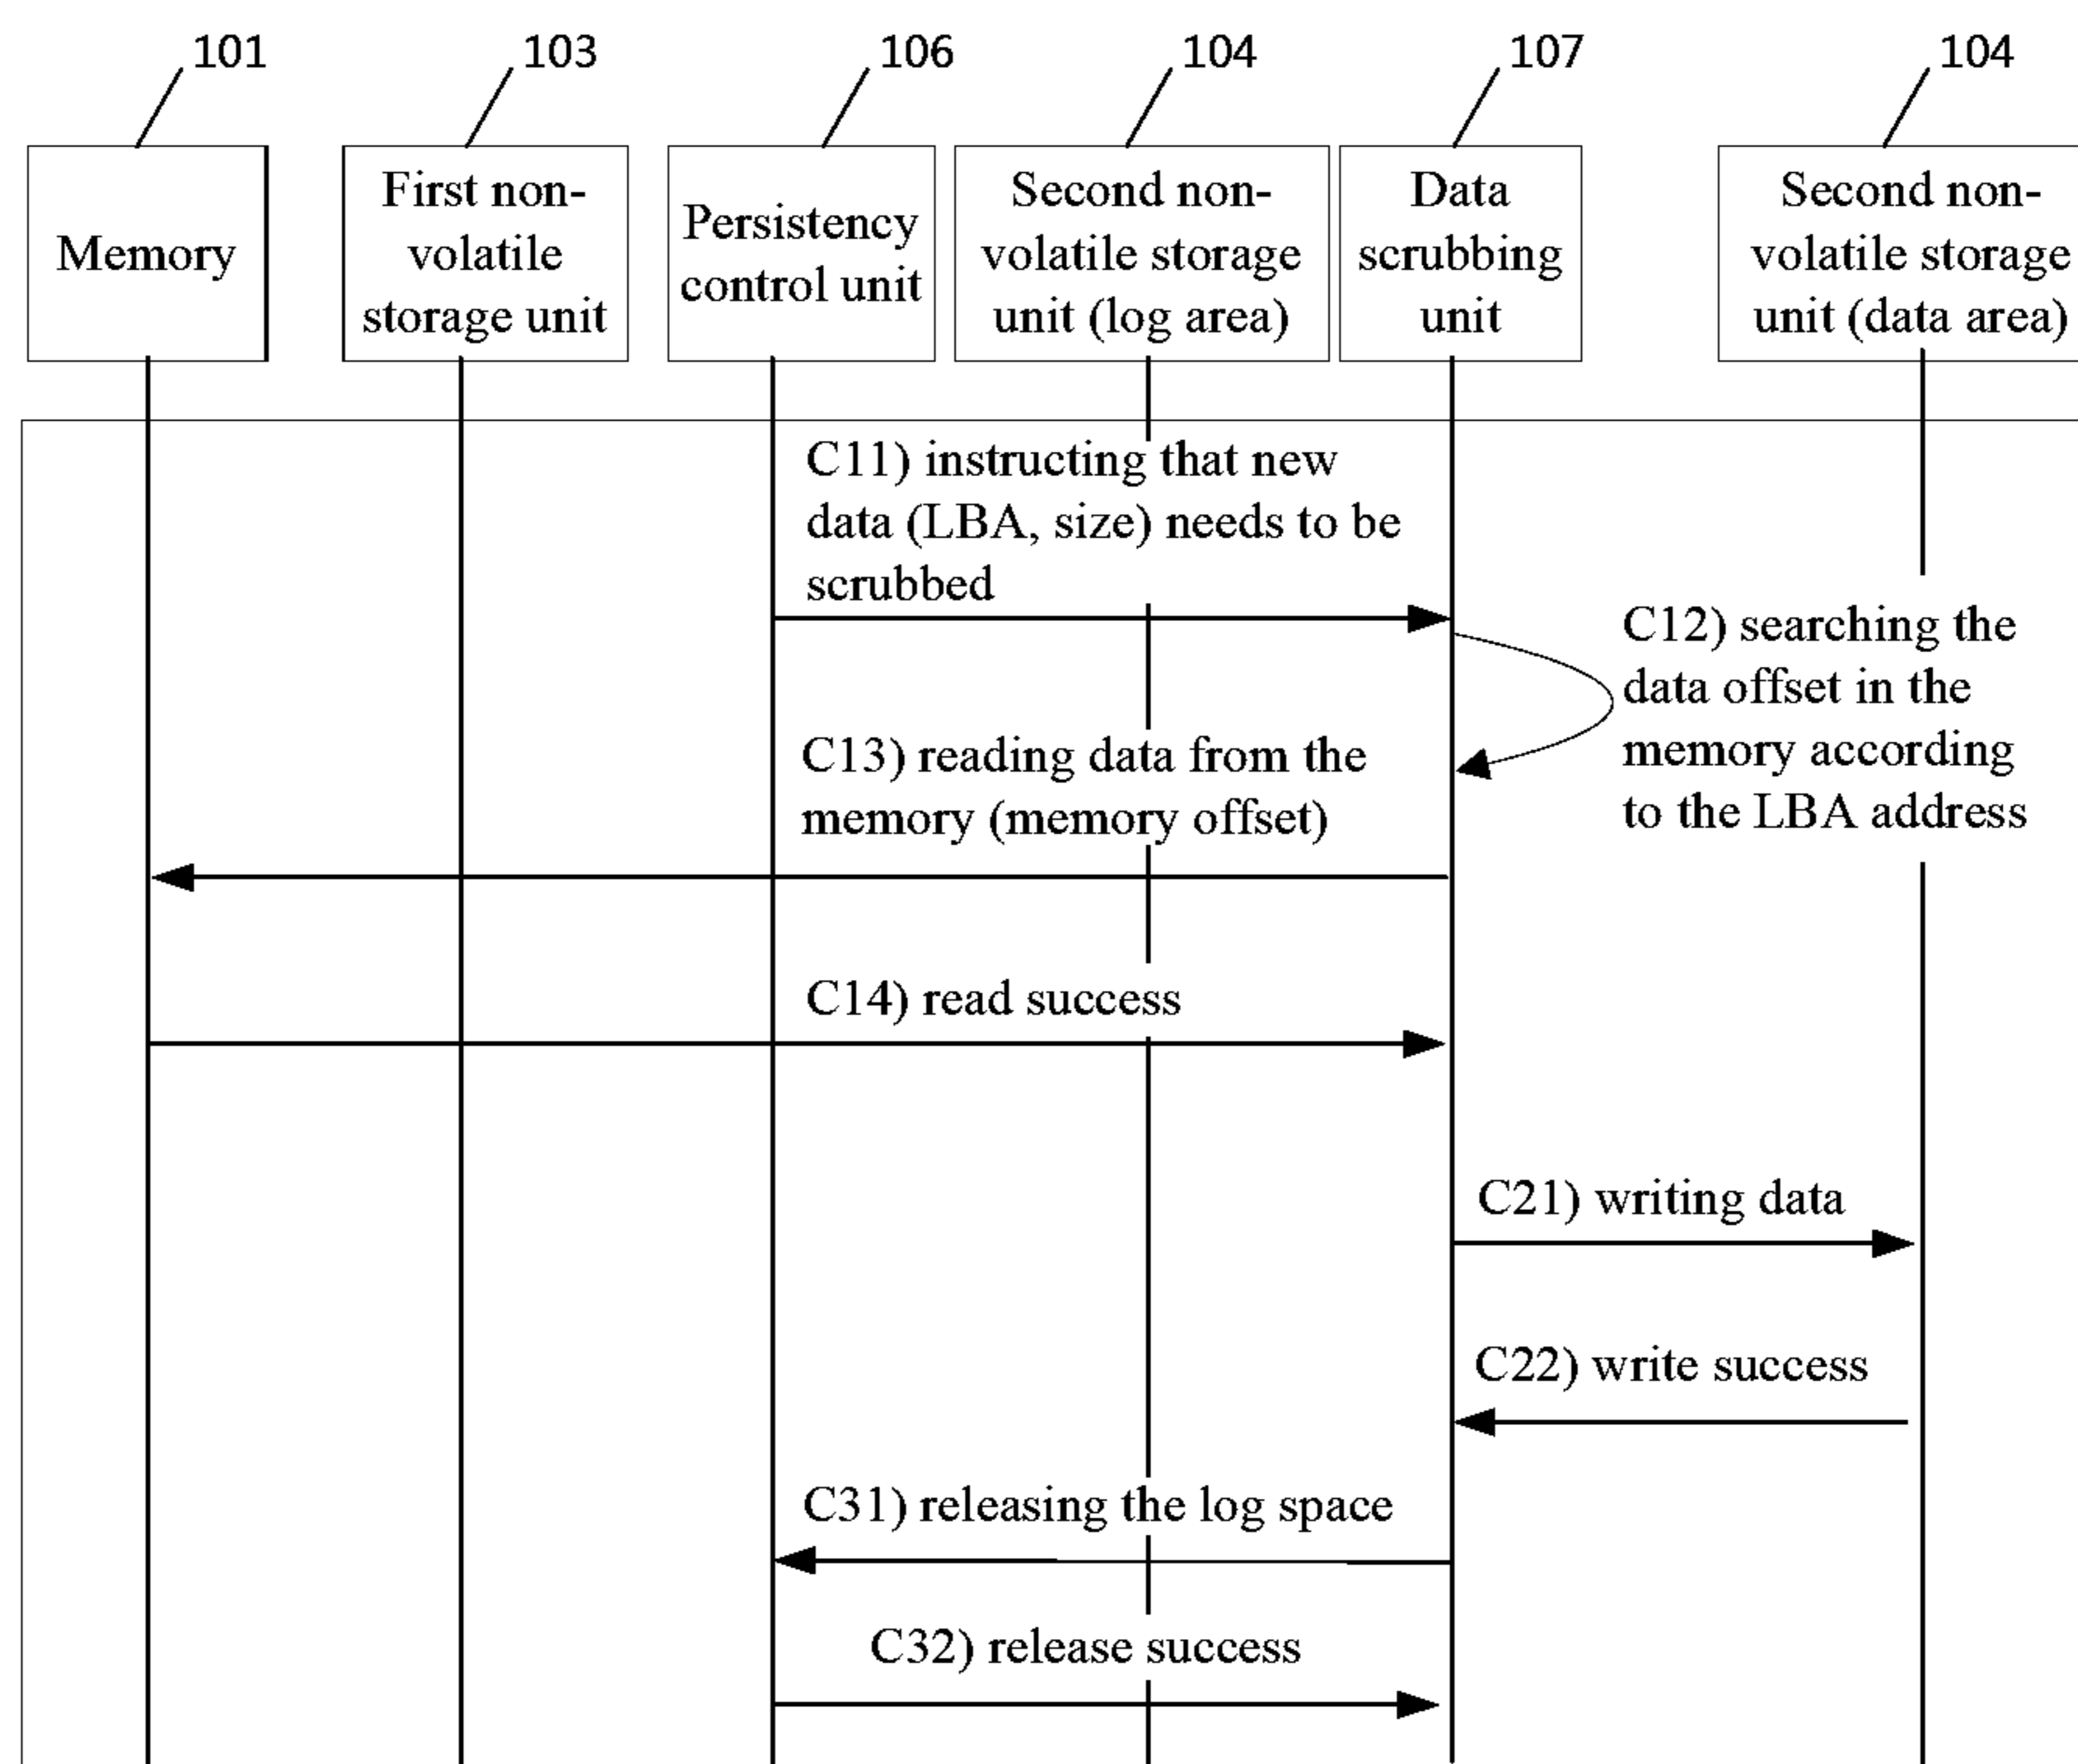 101
103
106
104
107
104
Memory
First non-
volatile
storage unit
Persistency
control unit
Second non-
volatile storage
unit (log area)
Data
scrubbing
unit
Second non-
volatile storage
unit (data area)
C11) instructing that new
data (LBA, size) needs to be
scrubbed
C12) searching the
data offset in the
memory according
to the LBA address
C13) reading data from the
memory (memory offset)
C14) read success
C21) writing data
C22) write success
C31) releasing the log space
C32) release success